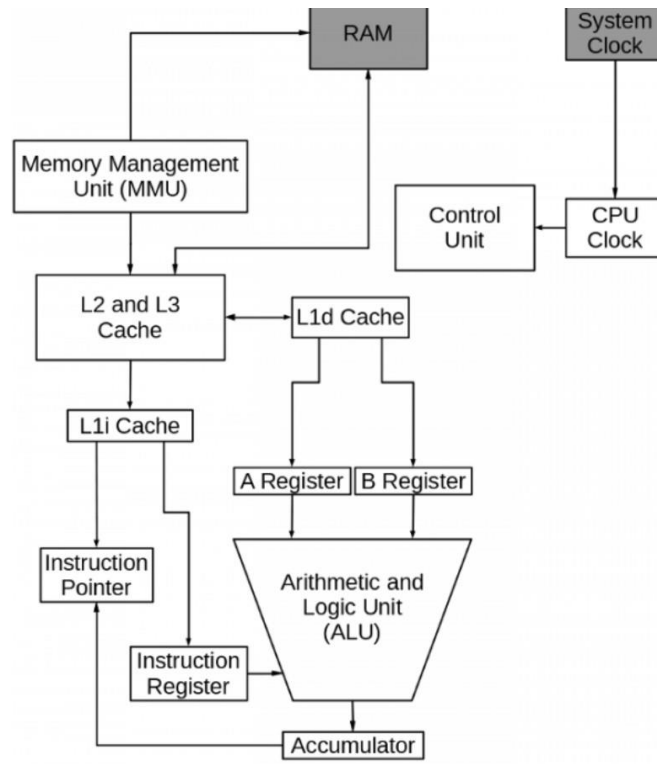 RAM
System
Clock
Memory Management
Unit (MMU)
Control
Unit
CPU
Clock
L2 and L3
Cache
L1d Cache
L1i Cache
A Register
B Register
Instruction
Pointer
Arithmetic and
Logic Unit
(ALU)
Instruction
Register
Accumulator